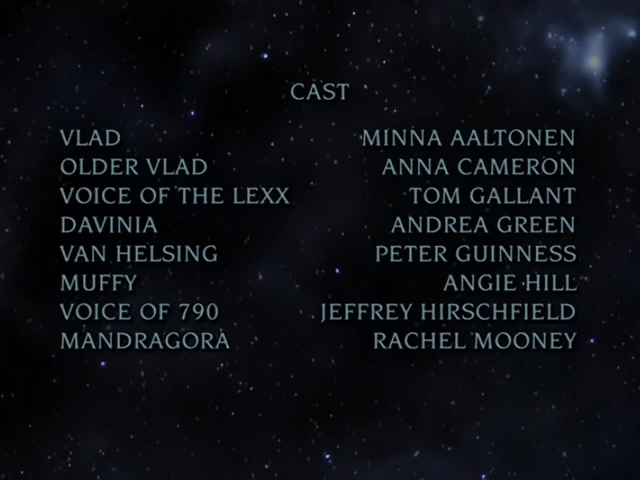 CAST
VLAD MINNA AALTONEN
OLDER VLAD ANNA CAMERON
VOICE OF THE LEXX TOM GALLANT
DAVINIA ANDREA GREEN
VAN HELSING PETER GUINNESS
MUFFY ANGIE HILL
VOICE OF 790 JEFFREY HIRSCHFIELD
MANDRAGORA RACHEL MOONEY